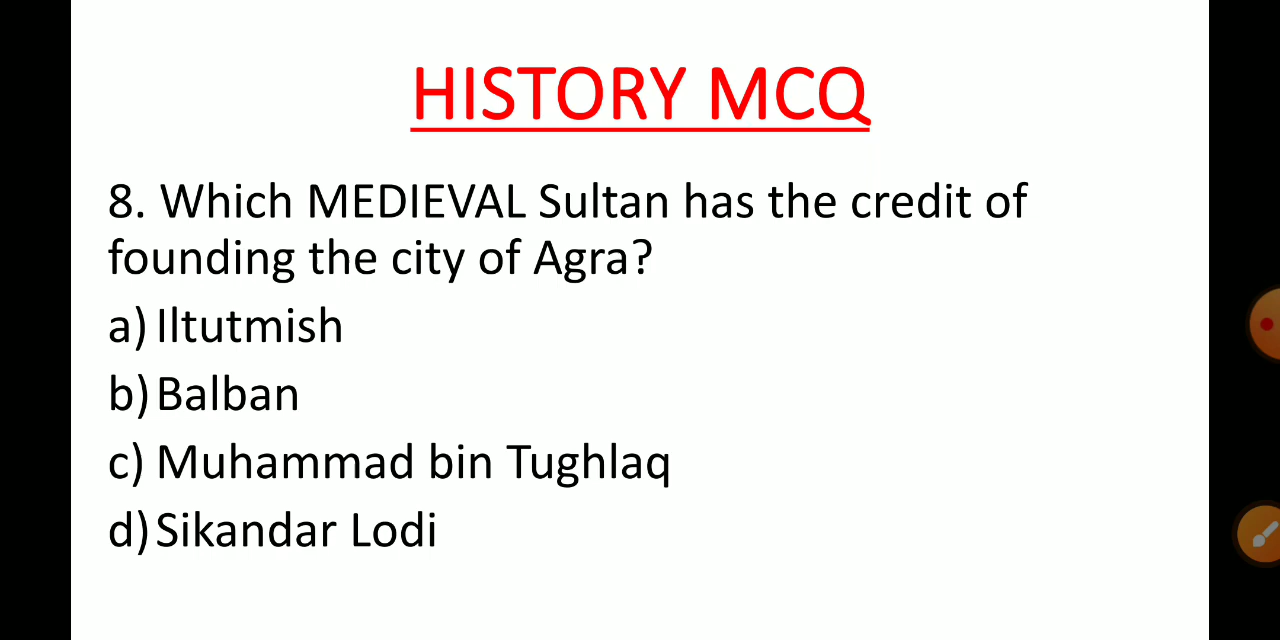 HISTORY MCQ
8. Which MEDIEVAL Sultan has the credit of
founding the city of Agra?
a) Iltutmish
b) Balban
c) Muhammad bin Tughlaq
d) Sikandar Lodi